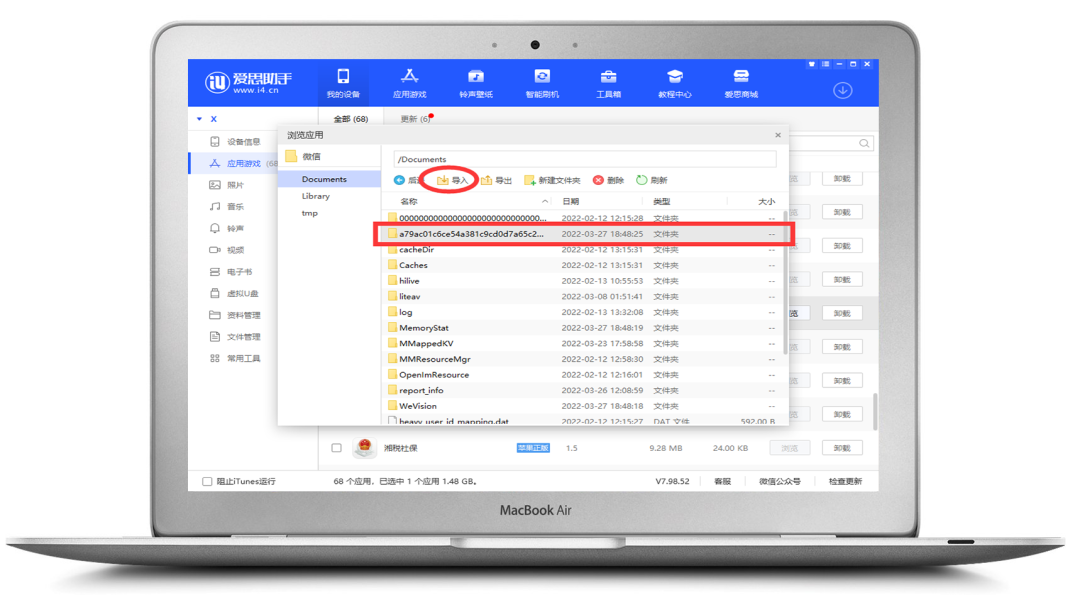 爱思助手
www.i4.cn
我的设备 应用游戏 铃声壁纸 智能刷机 工具箱 教程中心 爱思商城
X 全部 (68) 更新 (6)
设备信息
应用游戏 (68
照片
音乐
铃声
视频
电子书
虚拟U盘
资料管理
文件管理
常用工具
浏览应用
微信
Documents
Library
tmp
/Documents
导入 导出 新建文件夹 删除 刷新
名称 日期 类型 大小
2022-02-12 12:15:28 文件夹 --
a79ac01c6ce54a381c9cd0d7a65c2... 2022-03-27 18:48:25 文件夹 --
cacheDir 2022-02-12 13:15:31 文件夹 --
Caches 2022-02-12 13:15:31 文件夹 --
hilive 2022-02-13 10:55:53 文件夹 --
liteav 2022-03-08 01:51:41 文件夹 --
log 2022-02-13 13:32:08 文件夹 --
MemoryStat 2022-03-27 18:48:19 文件夹 --
MMappedKV 2022-03-23 17:58:58 文件夹 --
MMResourceMgr 2022-02-12 12:58:30 文件夹 --
OpenImResource 2022-02-12 12:16:01 文件夹 --
report_info 2022-03-26 12:08:59 文件夹 --
WeVision 2022-03-27 18:48:18 文件夹 --
heavy_user_id_mapping.dat 2022-02-12 12:15:27 DAT 文件 592.00 B
卸载
卸载
卸载
卸载
卸载
卸载
卸载
卸载
湘税社保 苹果正版 1.5 9.28 MB 24.00 KB 浏览 卸载
阻止iTunes运行 68 个应用，已选中 1 个应用 1.48 GB。 V7.98.52 客服 微信公众号 检查更新
MacBook Air